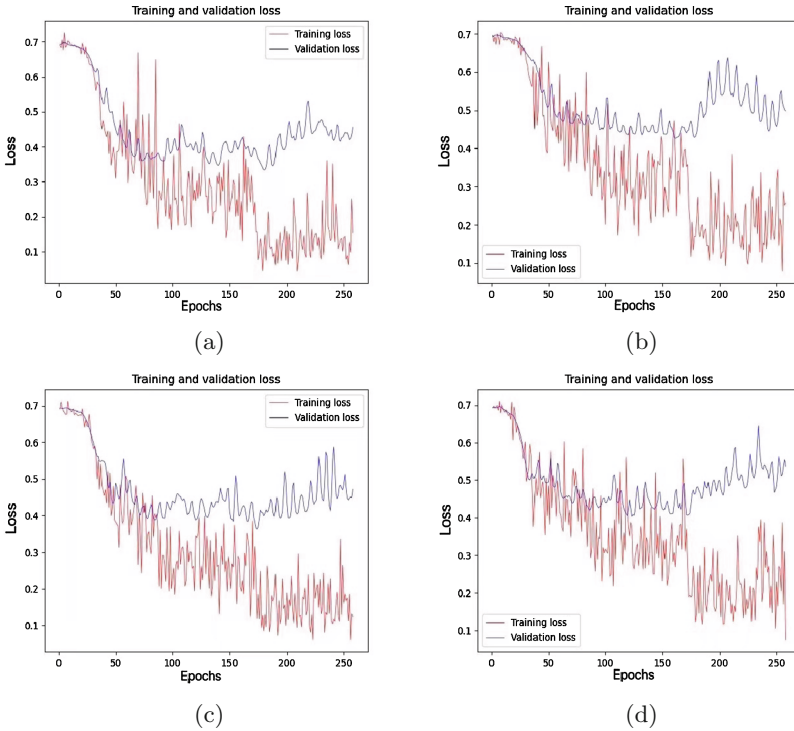 Training and validation loss
Loss
0.7
0.6
0.5
0.4
0.3
0.2
0.1
Training loss
Validation loss
0 50 100 150 200 250
Epochs
(a)
Training and validation loss
Loss
0.7
0.6
0.5
0.4
0.3
0.2
0.1
Training loss
Validation loss
0 50 100 150 200 250
Epochs
(b)
Training and validation loss
Loss
0.7
0.6
0.5
0.4
0.3
0.2
0.1
Training loss
Validation loss
0 50 100 150 200 250
Epochs
(c)
Training and validation loss
Loss
0.7
0.6
0.5
0.4
0.3
0.2
0.1
Training loss
Validation loss
0 50 100 150 200 250
Epochs
(d)